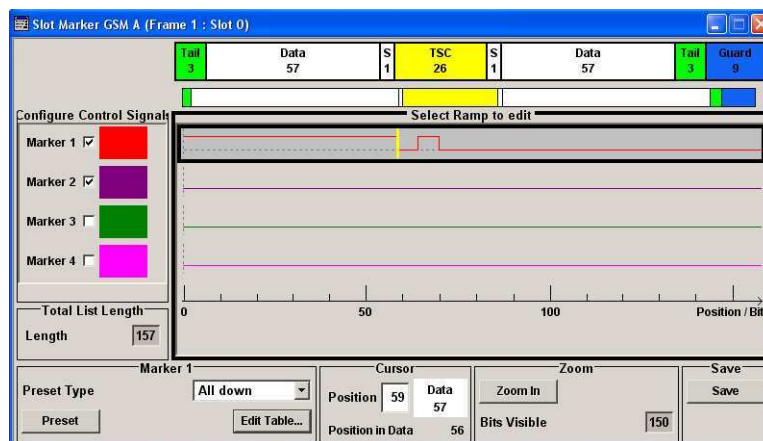 Slot Marker GSM A (Frame 1 : Slot 0)
Tail Data S TSC S Data Tail Guard
3 57 1 26 1 57 3 9
Configure Control Signals
Select Ramp to edit
Marker 1
Marker 2
Marker 3
Marker 4
0 50 100 Position / Bit
Total List Length
Length 157
Marker 1
Preset Type All down
Preset Edit Table...
Cursor
Position 59 Data 57
Position in Data 56
Zoom
Zoom In
Bits Visible 150
Save
Save